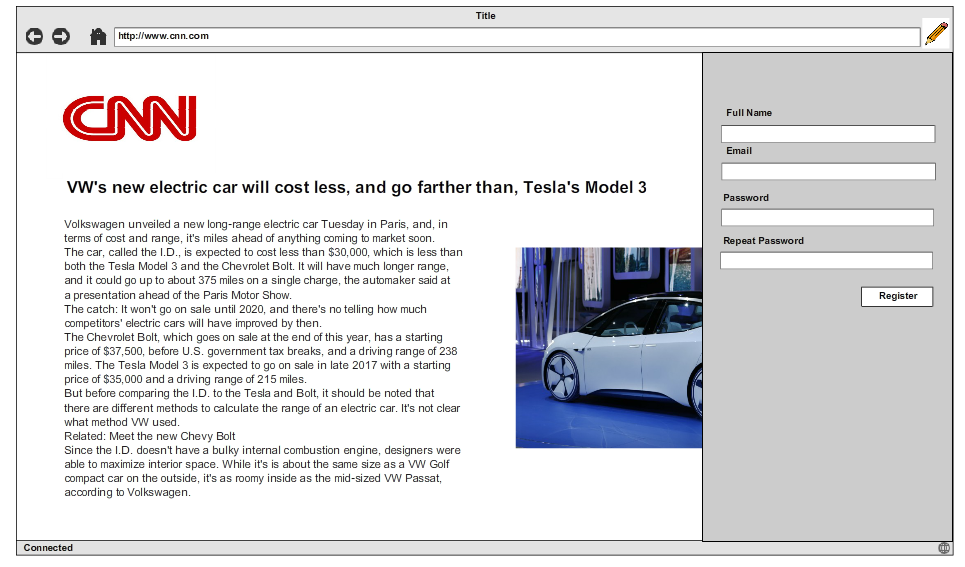 Title
http://www.cnn.com
CNN
VW's new electric car will cost less, and go farther than, Tesla's Model 3
Volkswagen unveiled a new long-range electric car Tuesday in Paris, and, in
terms of cost and range, it's miles ahead of anything coming to market soon.
The car, called the I.D., is expected to cost less than $30,000, which is less than
both the Tesla Model 3 and the Chevrolet Bolt. It will have much longer range,
and it could go up to about 375 miles on a single charge, the automaker said at
a presentation ahead of the Paris Motor Show.
The catch: It won't go on sale until 2020, and there's no telling how much
competitors' electric cars will have improved by then.
The Chevrolet Bolt, which goes on sale at the end of this year, has a starting
price of $37,500, before U.S. government tax breaks, and a driving range of 238
miles. The Tesla Model 3 is expected to go on sale in late 2017 with a starting
price of $35,000 and a driving range of 215 miles.
But before comparing the I.D. to the Tesla and Bolt, it should be noted that
there are different methods to calculate the range of an electric car. It's not clear
what method VW used.
Related: Meet the new Chevy Bolt
Since the I.D. doesn't have a bulky internal combustion engine, designers were
able to maximize interior space. While it's is about the same size as a VW Golf
compact car on the outside, it's as roomy inside as the mid-sized VW Passat,
according to Volkswagen.
Full Name
Email
Password
Repeat Password
Register
Connected